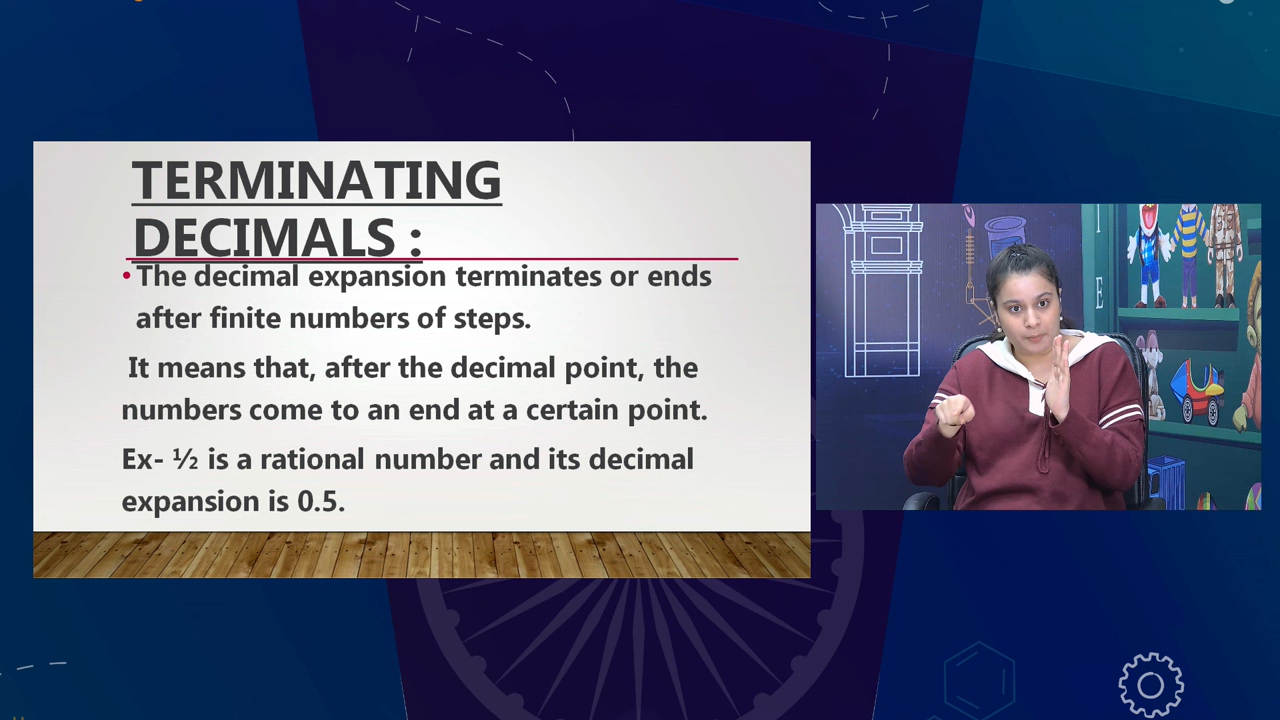 TERMINATING
DECIMALS :
•The decimal expansion terminates or ends
after finite numbers of steps.
It means that, after the decimal point, the
numbers come to an end at a certain point.
Ex- ½ is a rational number and its decimal
expansion is 0.5.
I
E